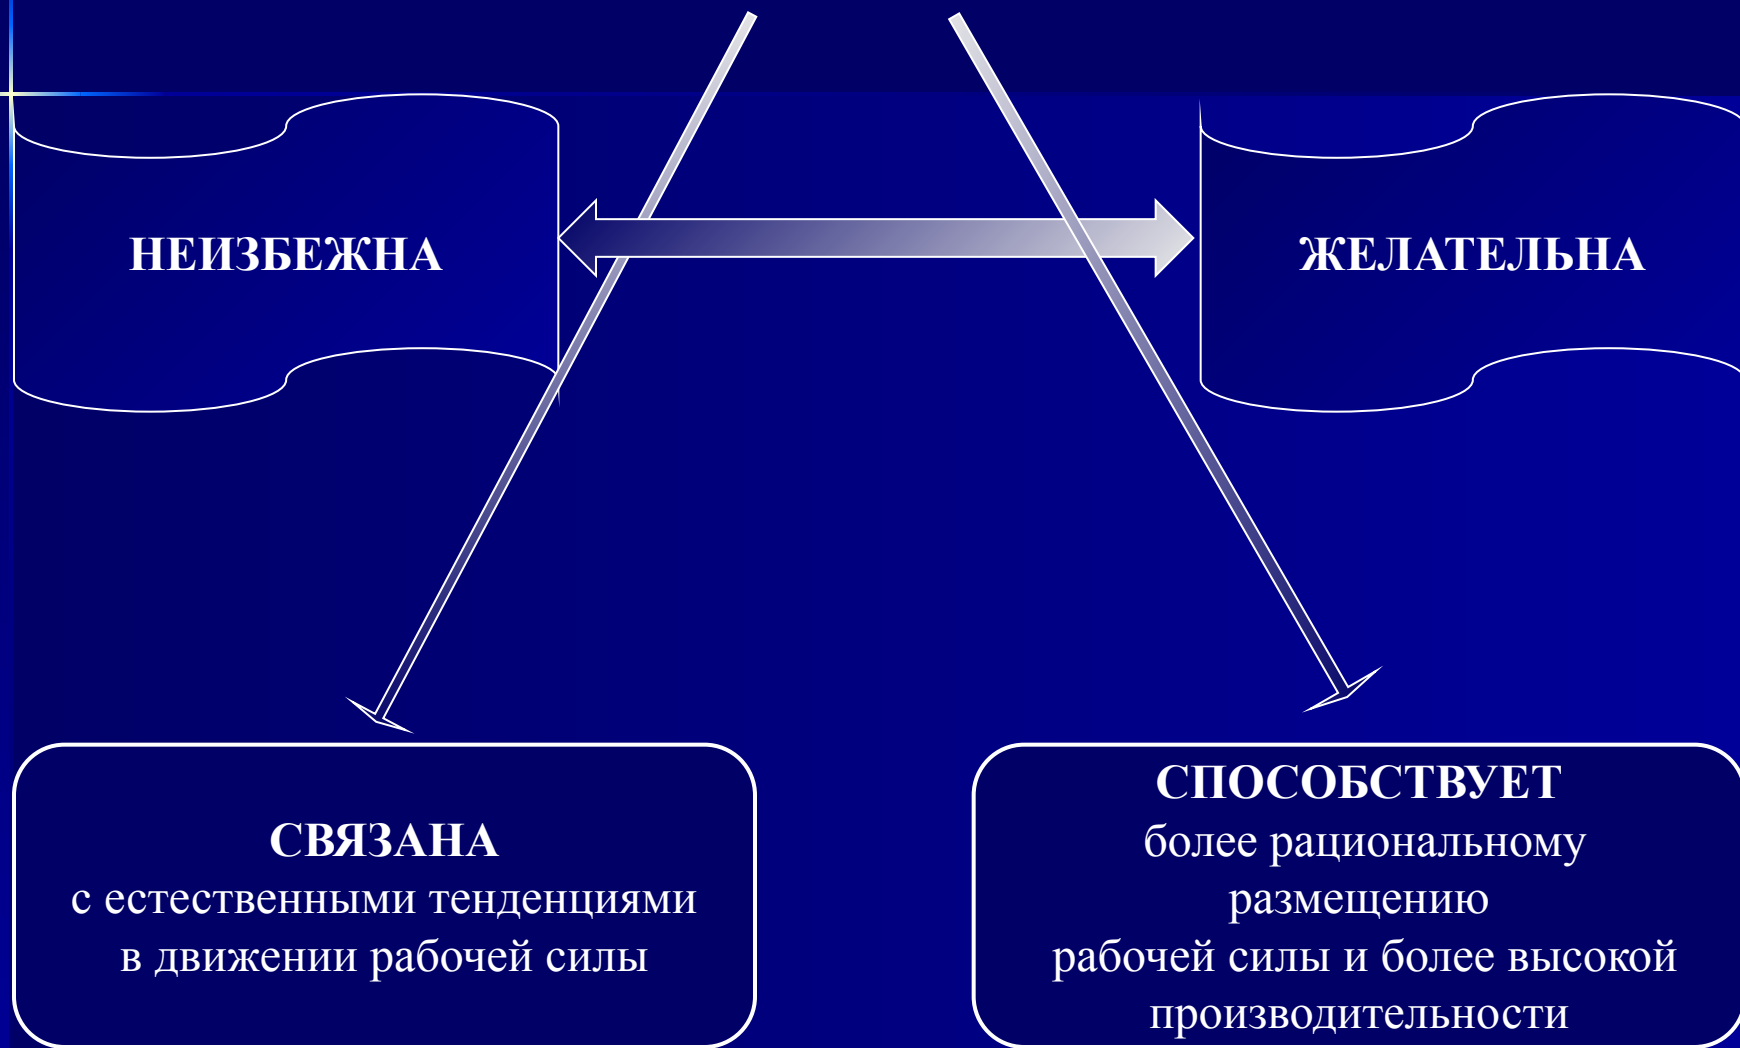 НЕИЗБЕЖНА
ЖЕЛАТЕЛЬНА
СВЯЗАНА
с естественными тенденциями
в движении рабочей силы
СПОСОБСТВУЕТ
более рациональному
размещению
рабочей силы и более высокой
производительности